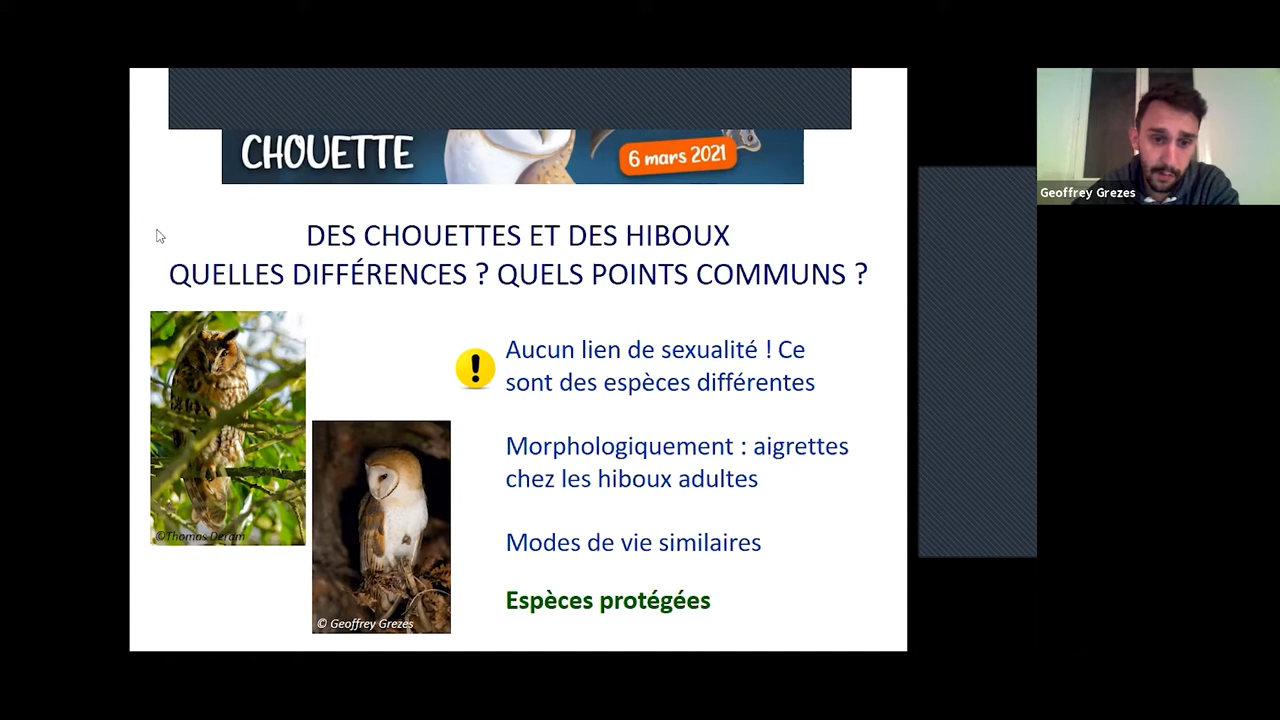 CHOUETTE
6 mars 2021
Geoffrey Grezes
DES CHOUETTES ET DES HIBOUX
QUELLES DIFFÉRENCES ? QUELS POINTS COMMUNS ?
Aucun lien de sexualité ! Ce
sont des espèces différentes
Morphologiquement : aigrettes
chez les hiboux adultes
Modes de vie similaires
Espèces protégées
©Thomas Deram
© Geoffrey Grezes